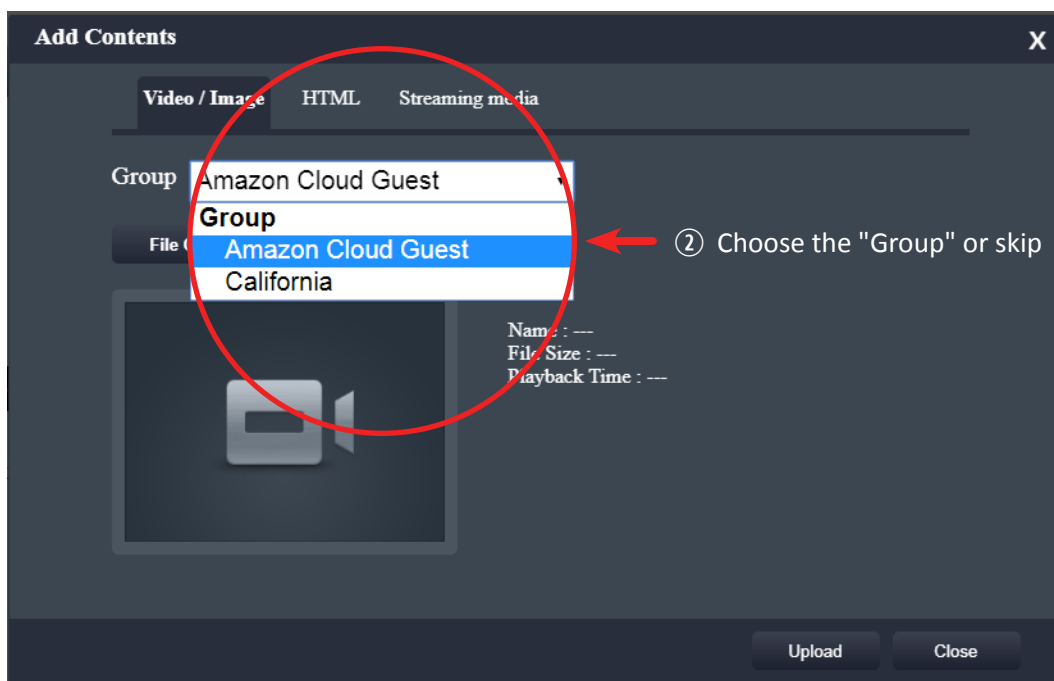 Add Contents X
Video / Image HTML Streaming media
Group Amazon Cloud Guest
Group
Amazon Cloud Guest
California
File
② Choose the "Group" or skip
Name : ---
File Size : ---
Playback Time : ---
Upload Close